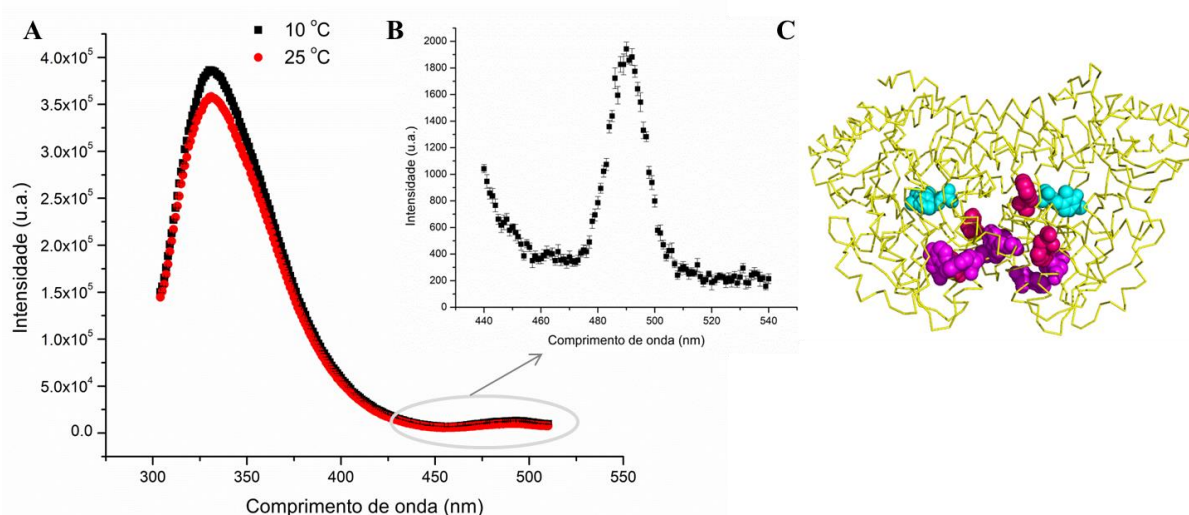 A
10 °C
25 °C
Intensidade (u.a.)
4.0x10⁵
3.5x10⁵
3.0x10⁵
2.5x10⁵
2.0x10⁵
1.5x10⁵
1.0x10⁵
5.0x10⁴
0.0
300
350
400
450
500
550
Comprimento de onda (nm)
B
Intensidade (u.a.)
2000
1800
1600
1400
1200
1000
800
600
400
200
0
440
460
480
500
520
540
Comprimento de onda (nm)
C